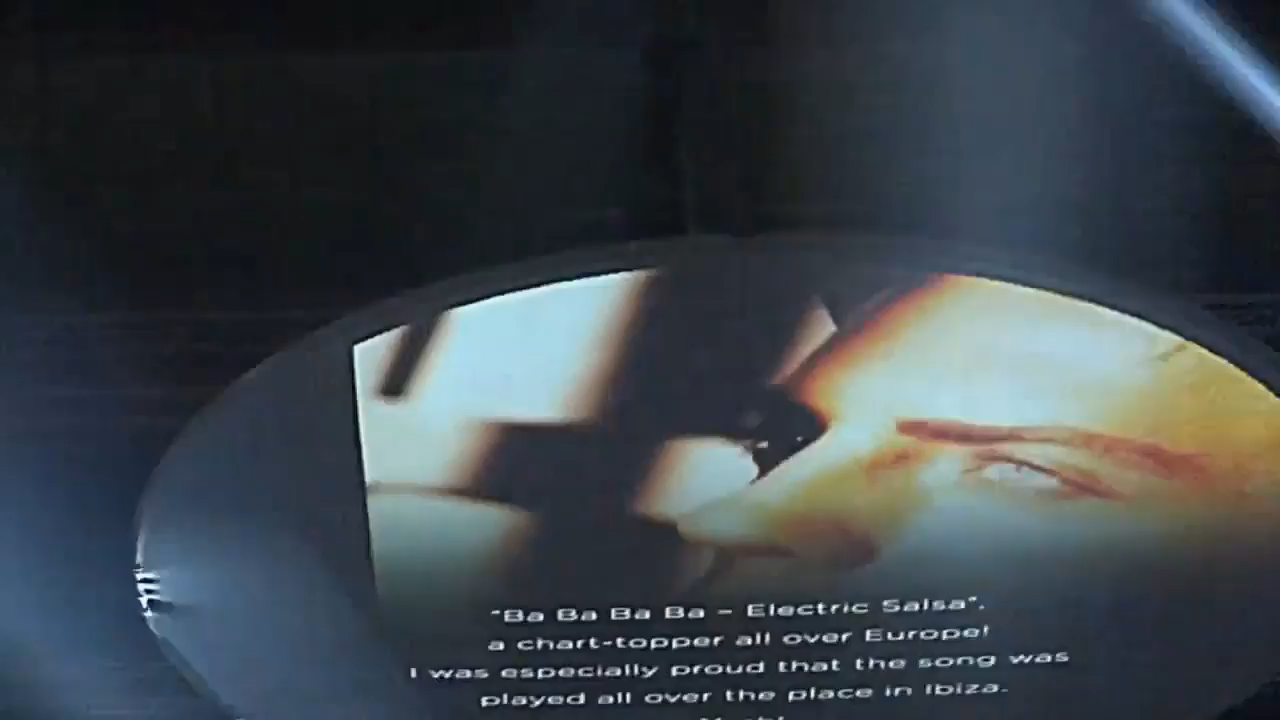 "Ba Ba Ba Ba – Electric Salsa",
a chart-topper all over Europe!
I was especially proud that the song was
played all over the place in Ibiza.